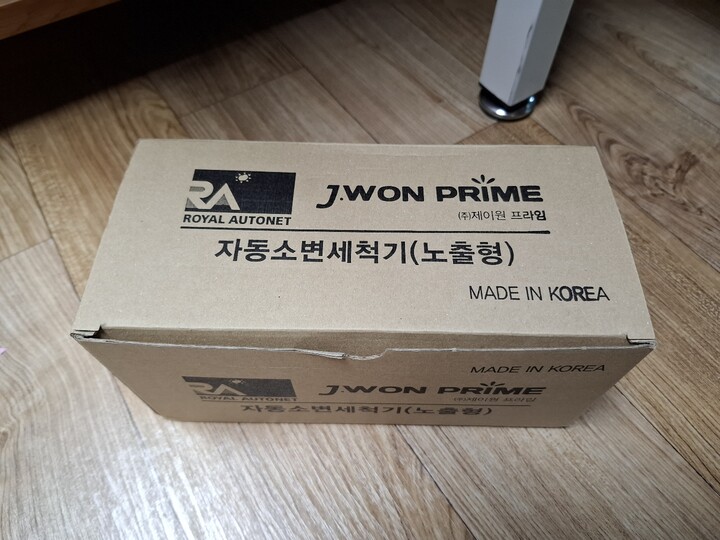 RA
ROYAL AUTONET
J.WON PRIME
(주)제이원 프라임
자동소변세척기(노출형)
MADE IN KOREA
MADE IN KOREA
RA
ROYAL AUTONET
J.WON PRIME
(주)제이원 프라임
자동소변세척기(노출형)